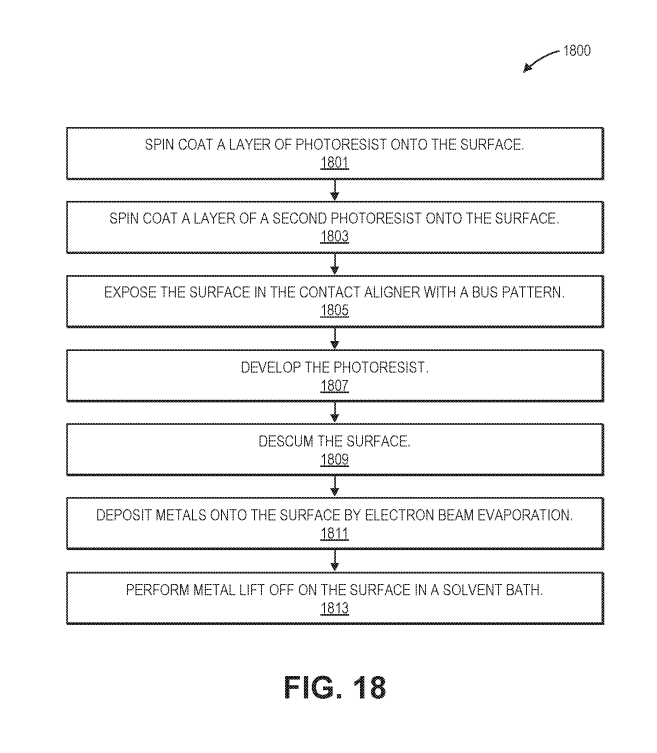 1800
SPIN COAT A LAYER OF PHOTORESIST ONTO THE SURFACE.
1801
SPIN COAT A LAYER OF A SECOND PHOTORESIST ONTO THE SURFACE.
1803
EXPOSE THE SURFACE IN THE CONTACT ALIGNER WITH A BUS PATTERN.
1805
DEVELOP THE PHOTORESIST.
1807
DESCUM THE SURFACE.
1809
DEPOSIT METALS ONTO THE SURFACE BY ELECTRON BEAM EVAPORATION.
1811
PERFORM METAL LIFT OFF ON THE SURFACE IN A SOLVENT BATH.
1813
FIG. 18